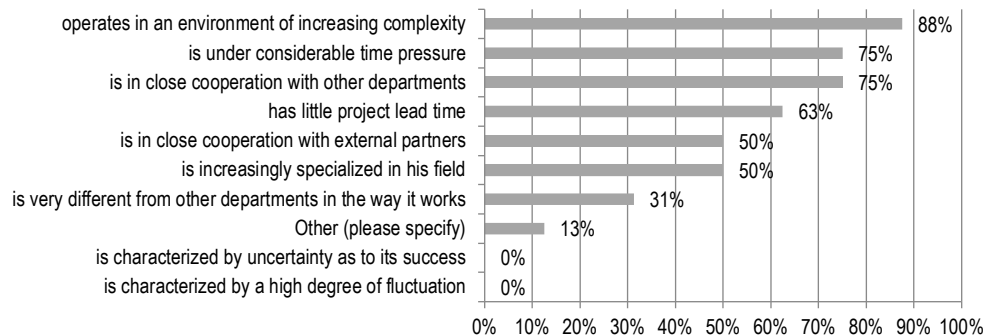 operates in an environment of increasing complexity 88%
is under considerable time pressure 75%
is in close cooperation with other departments 75%
has little project lead time 63%
is in close cooperation with external partners 50%
is increasingly specialized in his field 50%
is very different from other departments in the way it works 31%
Other (please specify) 13%
is characterized by uncertainty as to its success 0%
is characterized by a high degree of fluctuation 0%
0% 10% 20% 30% 40% 50% 60% 70% 80% 90% 100%